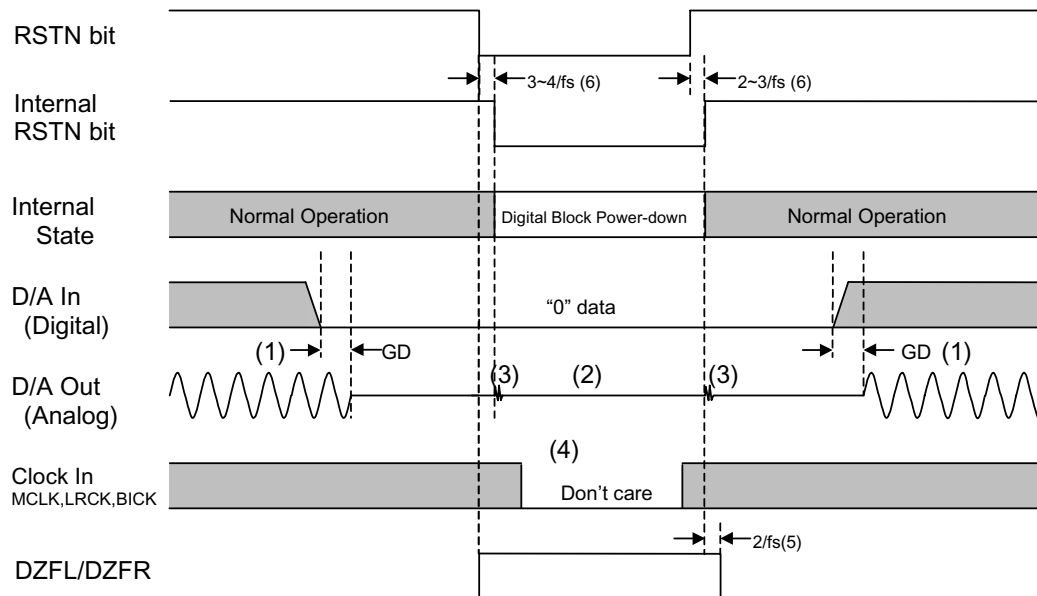 RSTN bit
3~4/fs (6)
2~3/fs (6)
Internal
RSTN bit
Internal
State
Normal Operation
Digital Block Power-down
Normal Operation
D/A In
(Digital)
“0” data
(1)
GD
GD
(1)
D/A Out
(Analog)
(3)
(2)
(3)
(4)
Clock In
MCLK,LRCK,BICK
Don’t care
2/fs(5)
DZFL/DZFR